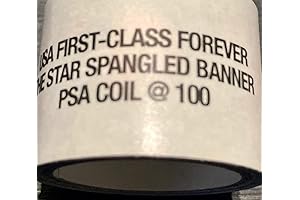 USA FIRST-CLASS FOREVER
THE STAR SPANGLED BANNER
PSA COIL @ 100